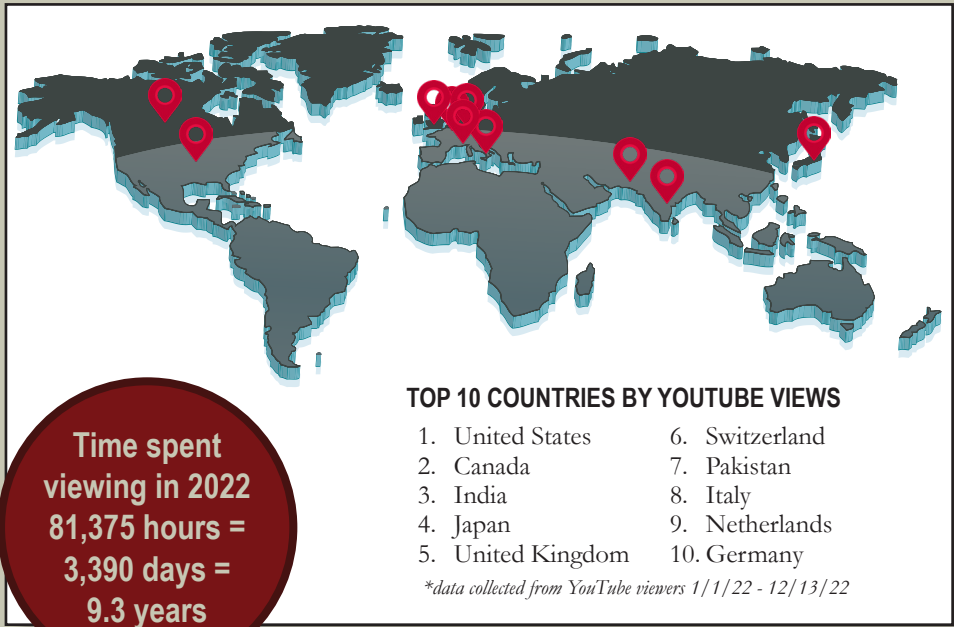 TOP 10 COUNTRIES BY YOUTUBE VIEWS
1. United States
2. Canada
3. India
4. Japan
5. United Kingdom
6. Switzerland
7. Pakistan
8. Italy
9. Netherlands
10. Germany
*data collected from YouTube viewers 1/1/22 - 12/13/22
Time spent
viewing in 2022
81,375 hours =
3,390 days =
9.3 years